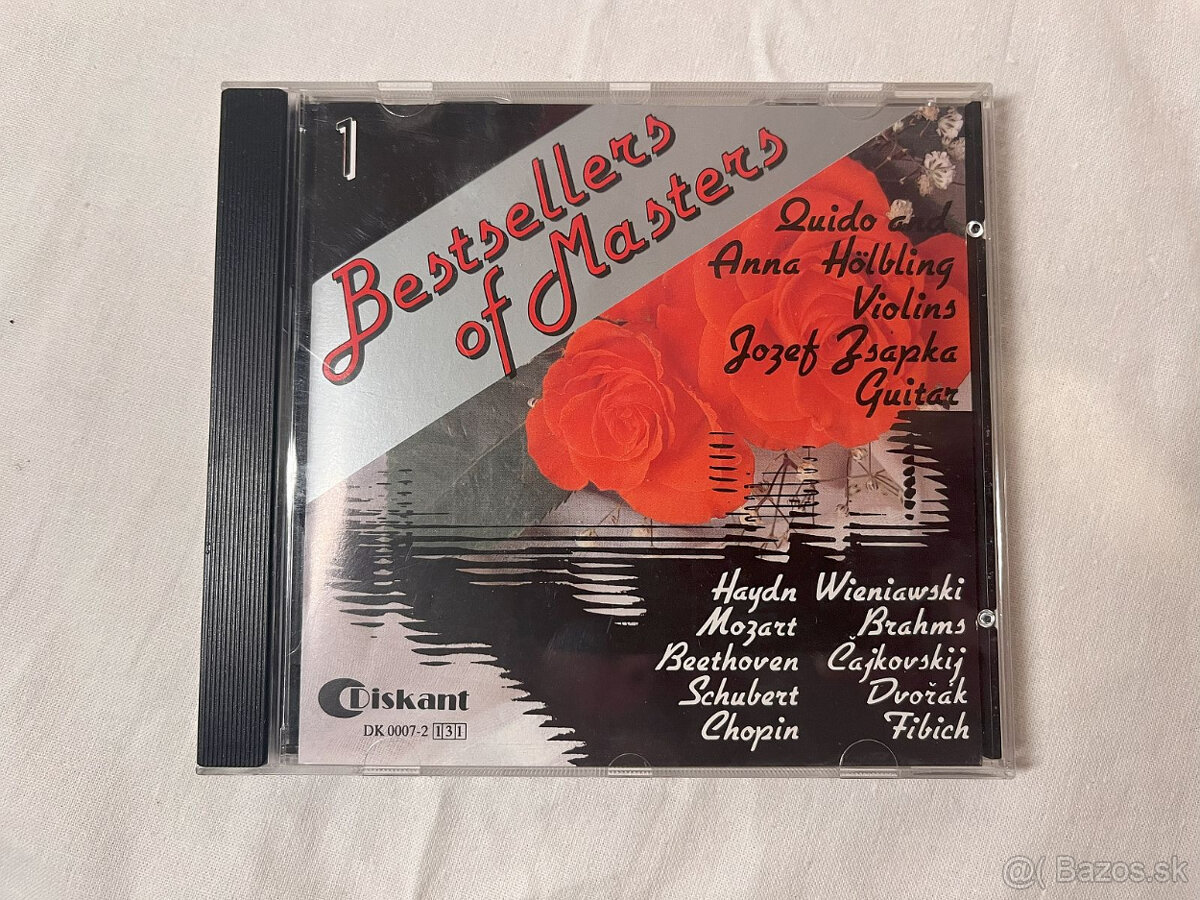 1
Bestsellers
of Masters
Quido and
Anna Hölbling
Violins
Jozef Zsapka
Guitar
Haydn Wieniawski
Mozart Brahms
Beethoven Čajkovskij
Schubert Dvořák
Chopin Fibich
Diskant
DK 0007-2 131
@( Bazos.sk